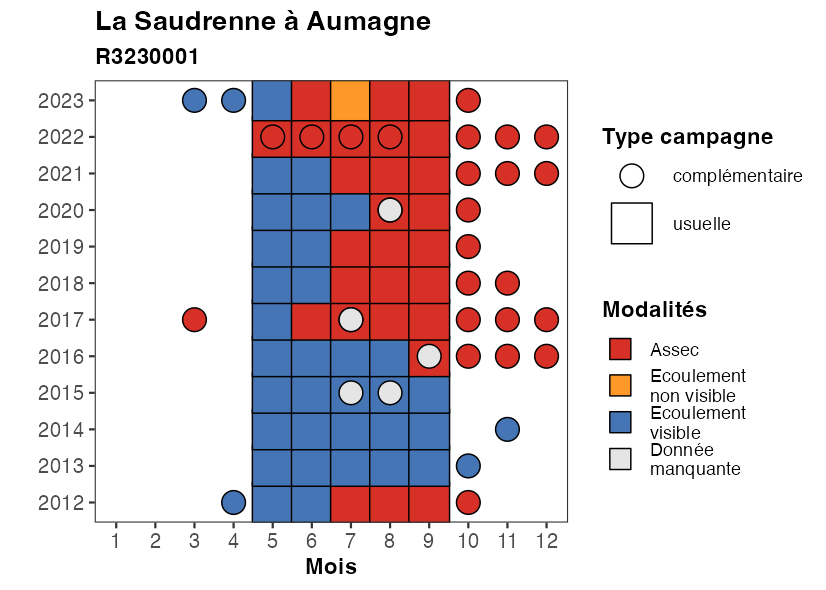 La Saudrenne à Aumagne
R3230001
2023
2022
2021
2020
2019
2018
2017
2016
2015
2014
2013
2012
1 2 3 4 5 6 7 8 9 10 11 12
Mois
Type campagne
complémentaire
usuelle
Modalités
Assec
Ecoulement
non visible
Ecoulement
visible
Donnée
manquante